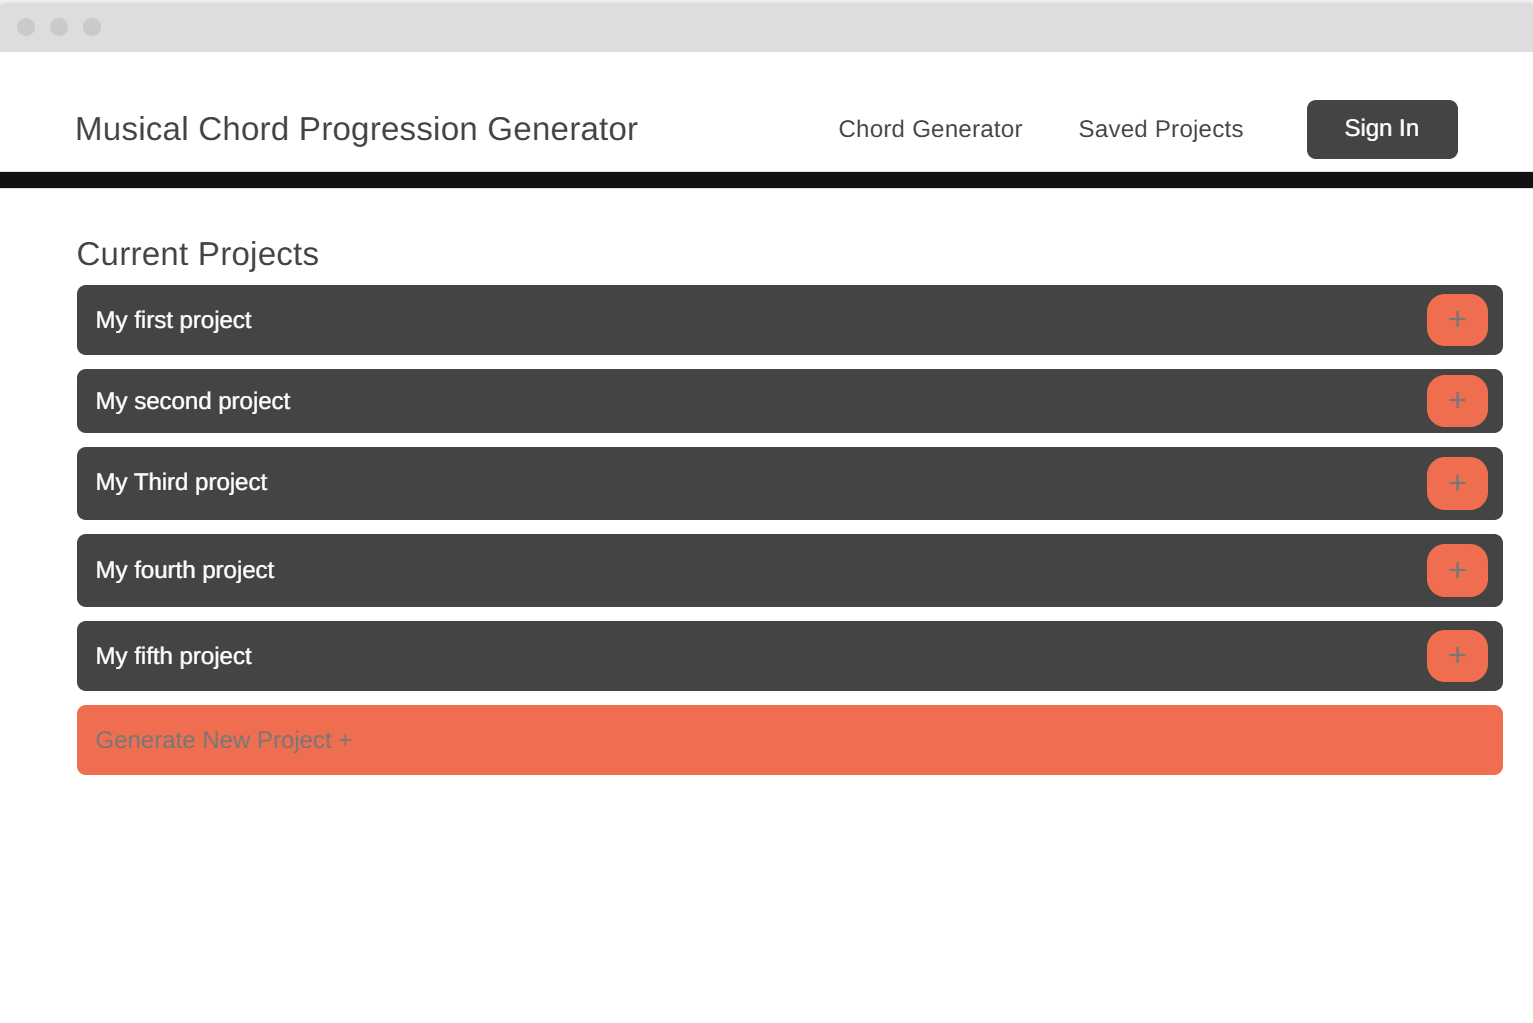 Musical Chord Progression Generator
Chord Generator
Saved Projects
Sign In
Current Projects
My first project +
My second project +
My Third project +
My fourth project +
My fifth project +
Generate New Project +